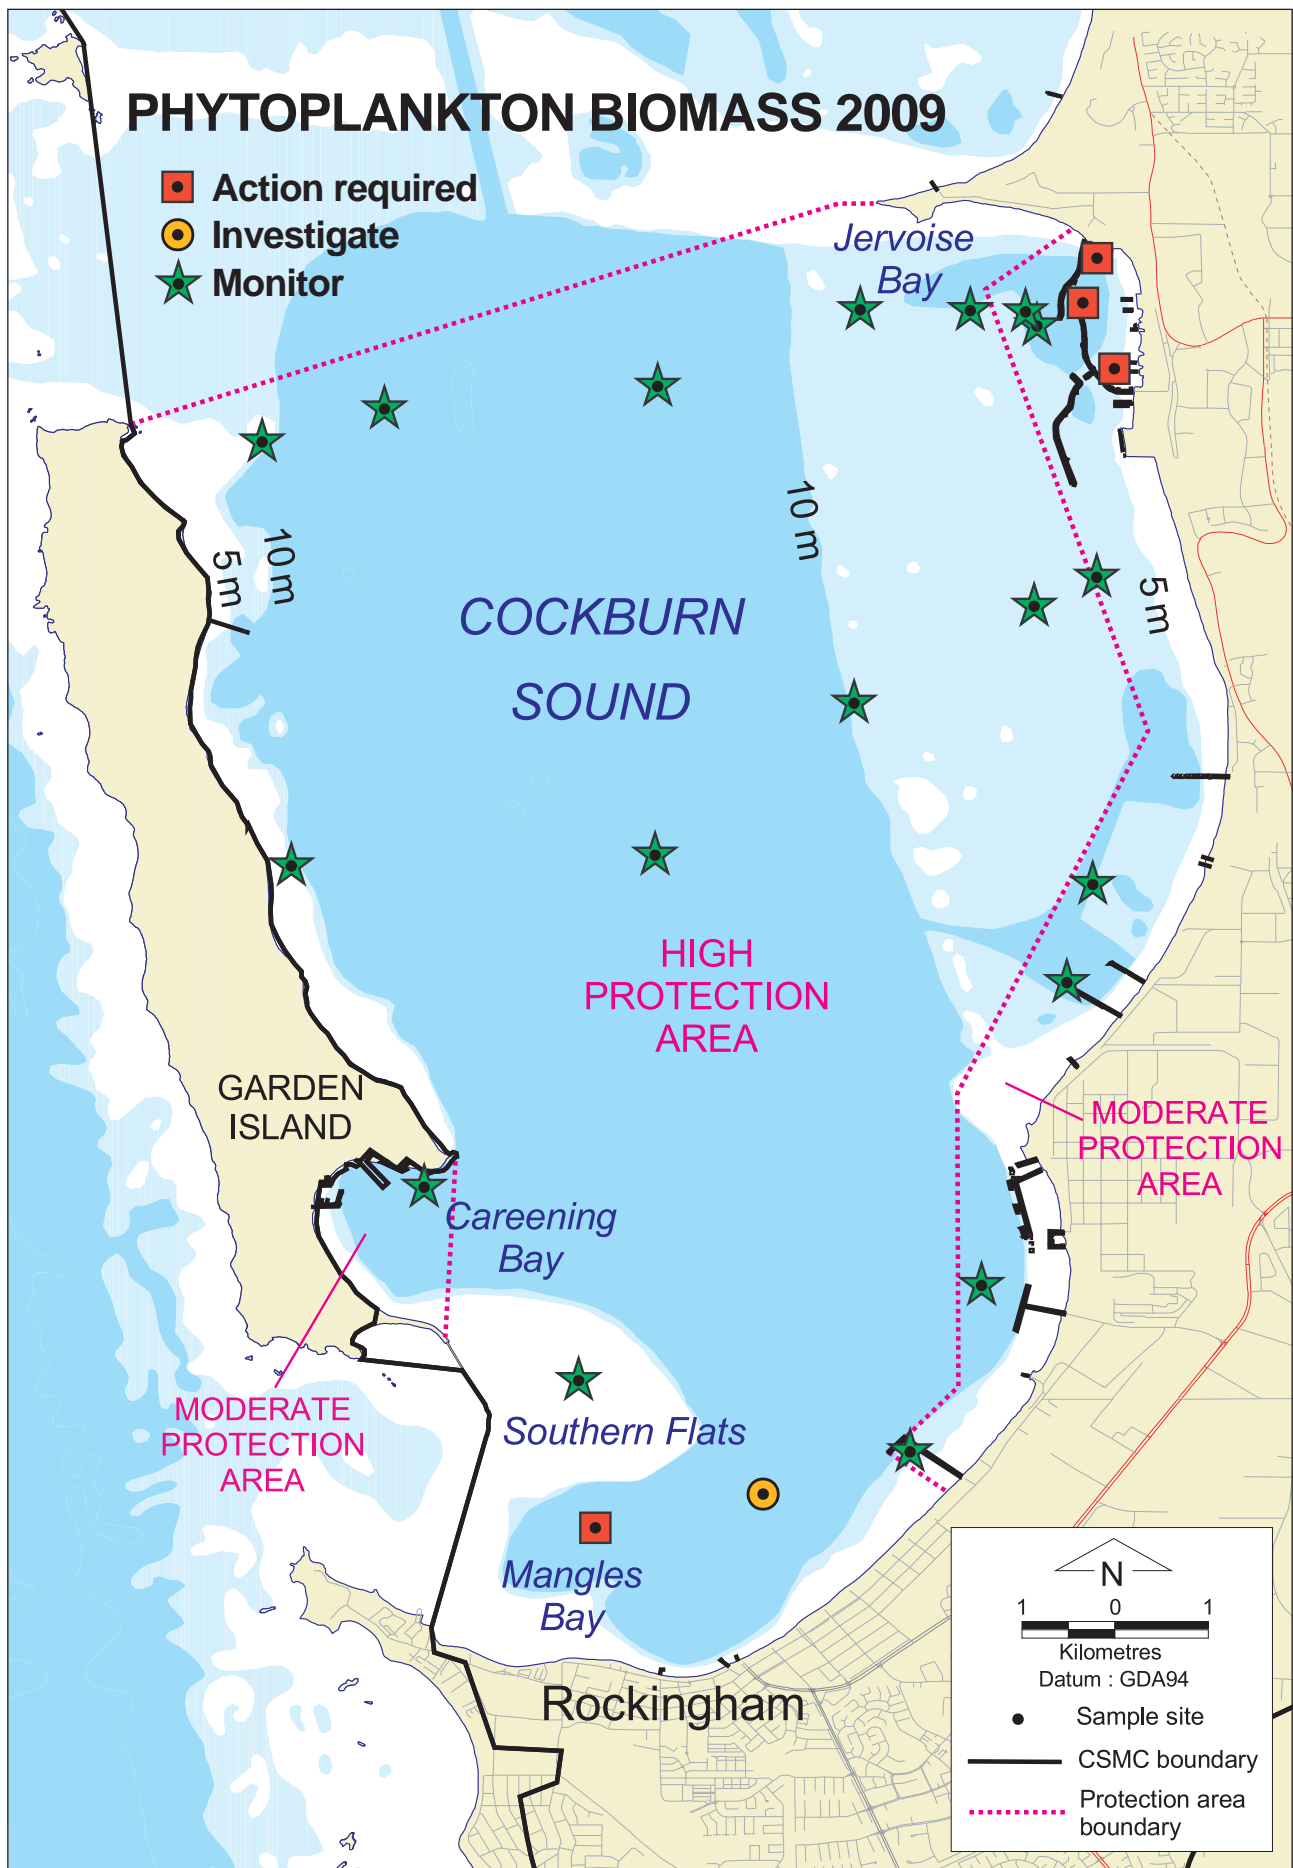 PHYTOPLANKTON BIOMASS 2009
Action required
Investigate
Monitor
Jervoise
Bay
10 m
5 m
10 m
5 m
COCKBURN
SOUND
HIGH
PROTECTION
AREA
GARDEN
ISLAND
MODERATE
PROTECTION
AREA
Careening
Bay
MODERATE
PROTECTION
AREA
Southern Flats
Mangles
Bay
Rockingham
N
1 0 1
Kilometres
Datum : GDA94
Sample site
CSMC boundary
Protection area
boundary